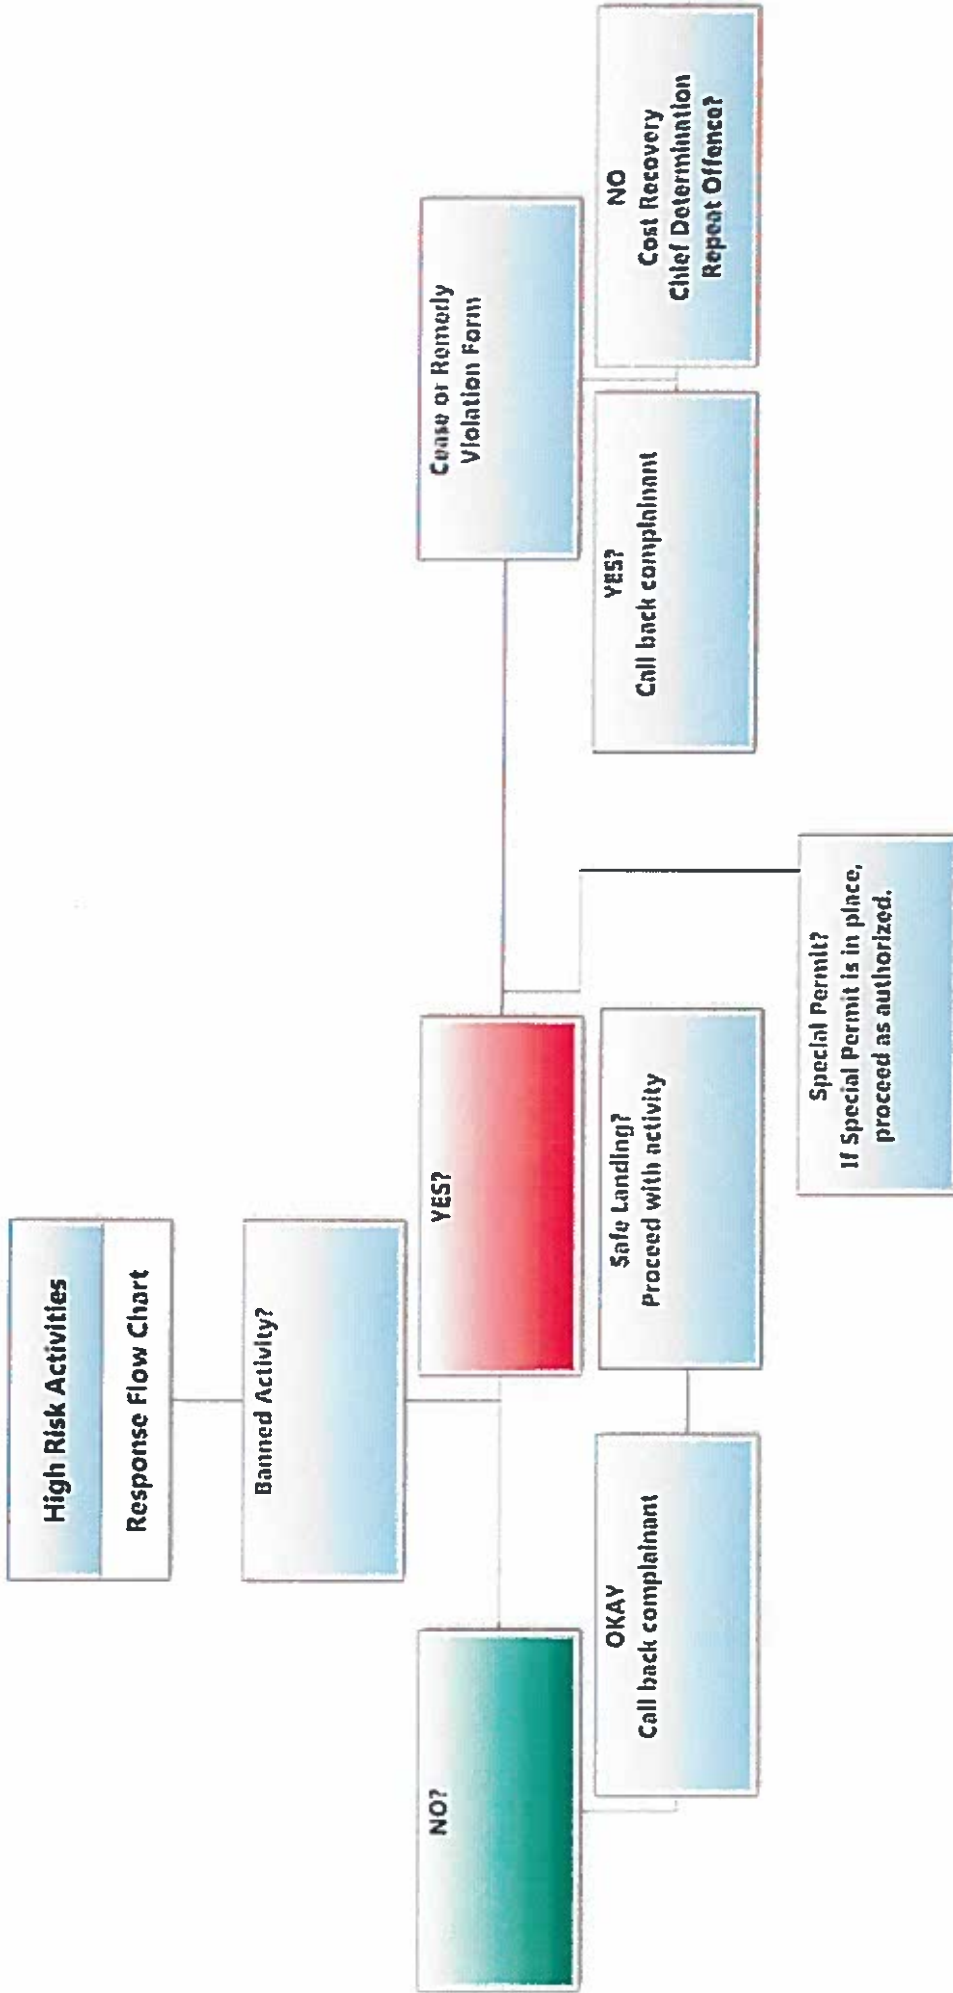 High Risk Activities
Response Flow Chart
Banned Activity?
NO?
YES?
Cease or Remedy
Violation Form
OKAY
Call back complainant
Safe Landing?
Proceed with activity
YES?
Call back complainant
NO
Cost Recovery
Chief Determination
Repeat Offence?
Special Permit?
If Special Permit is in place,
proceed as authorized.